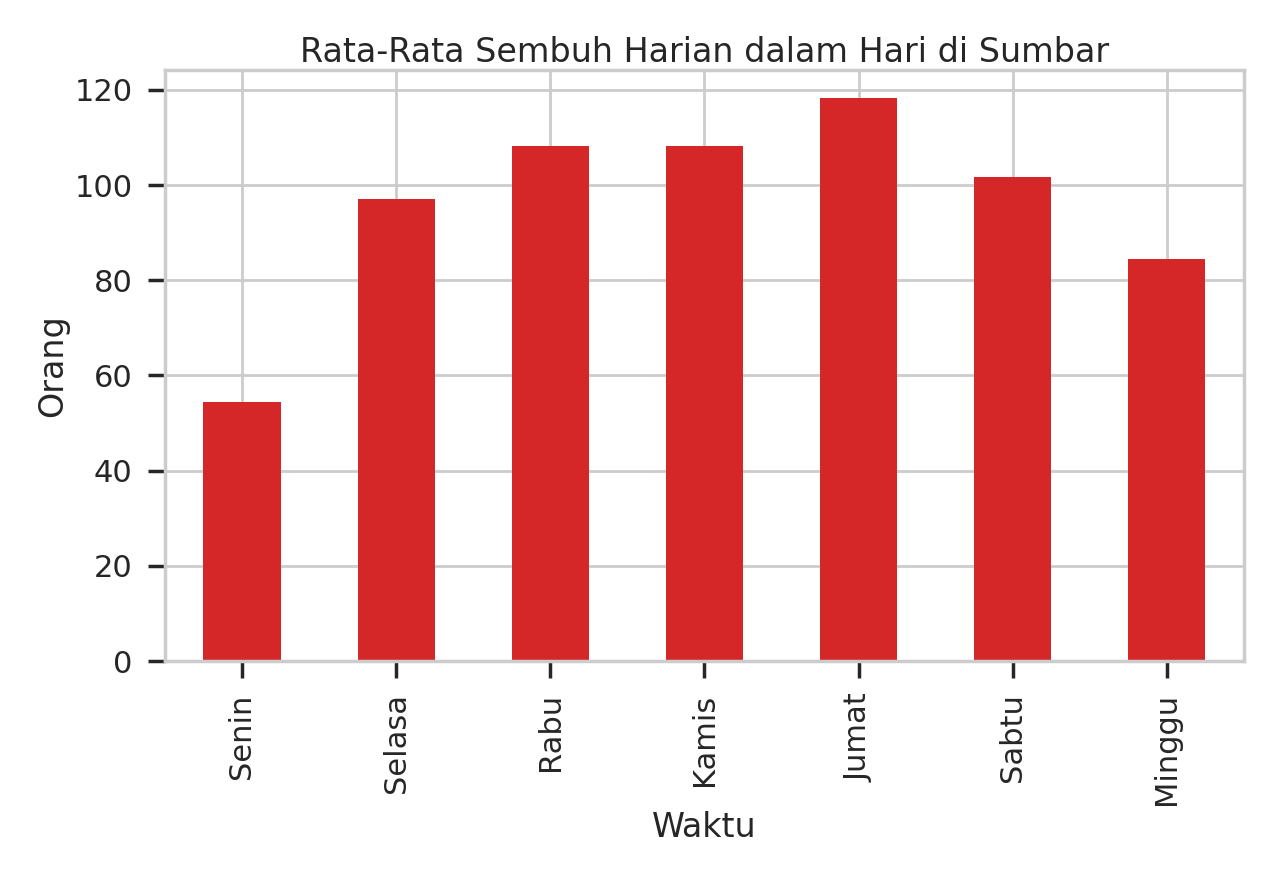 Rata-Rata Sembuh Harian dalam Hari di Sumbar
120
100
80
60
40
20
0
Orang
Senin
Selasa
Rabu
Kamis
Jumat
Sabtu
Minggu
Waktu